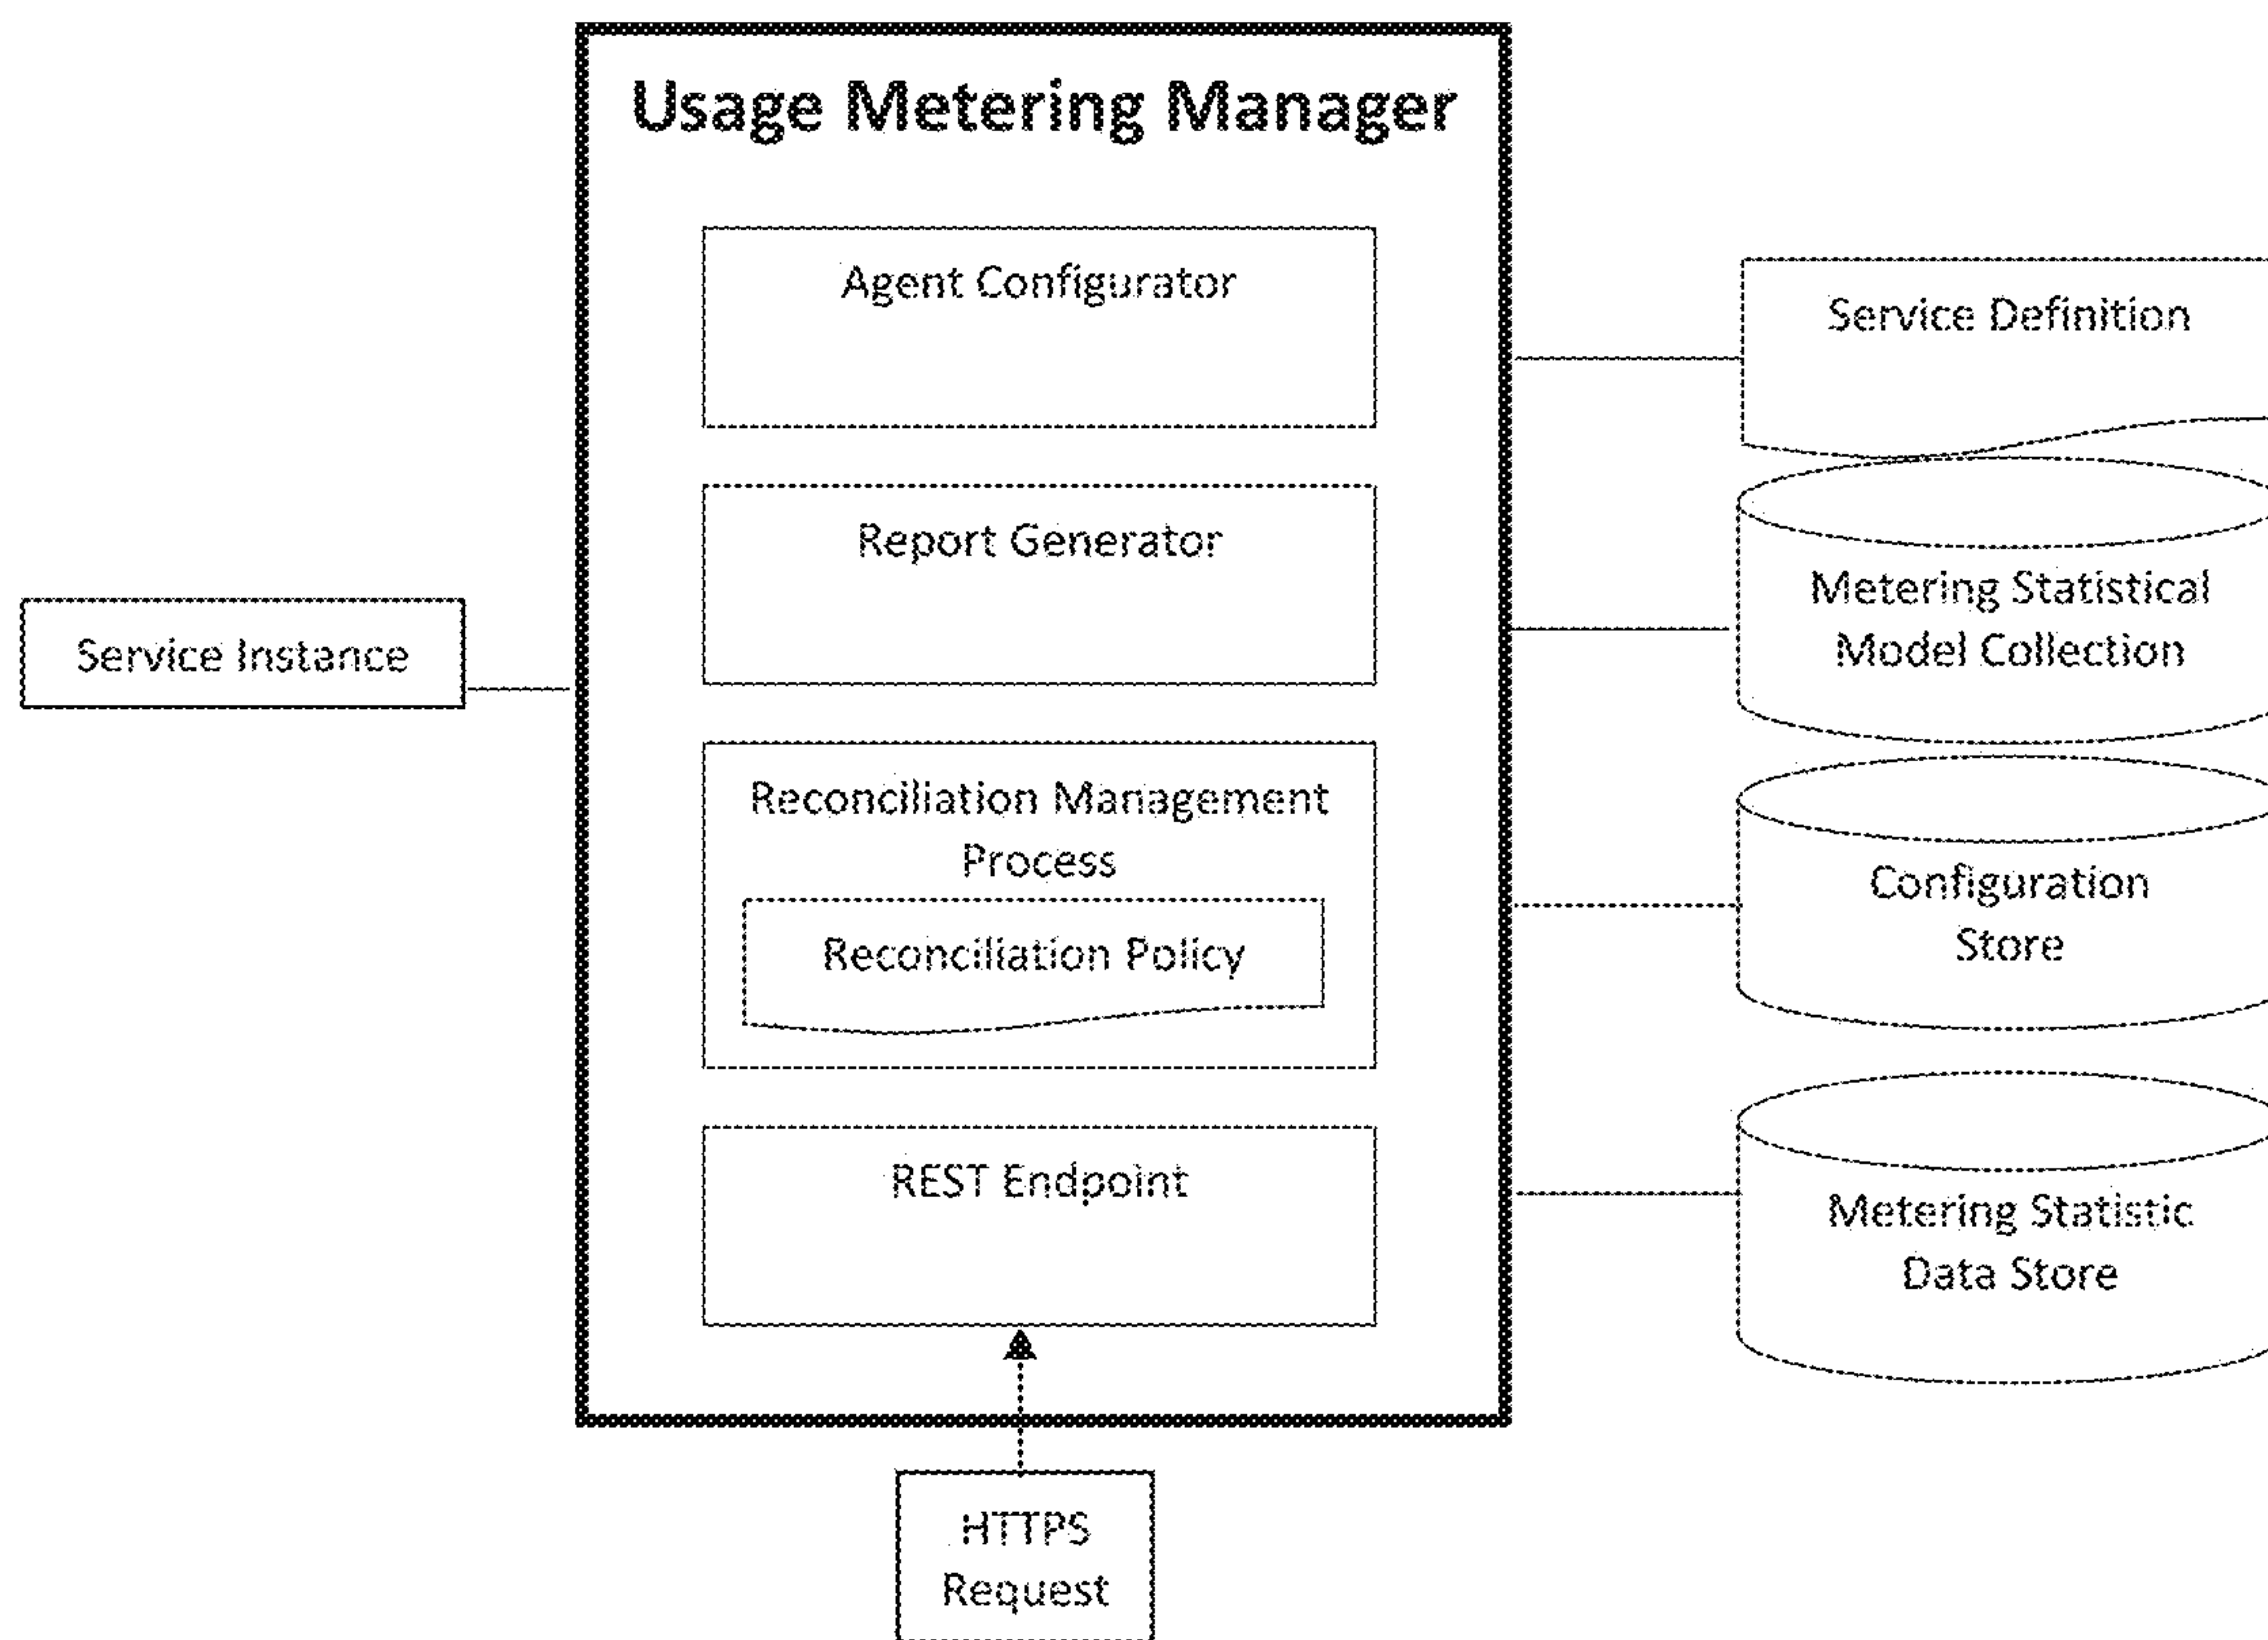 Usage Metering Manager
Agent Configurator
Report Generator
Reconciliation Management
Process
Reconciliation Policy
REST Endpoint
Service Instance
HTTPS
Request
Service Definition
Metering Statistical
Model Collection
Configuration
Store
Metering Statistic
Data Store